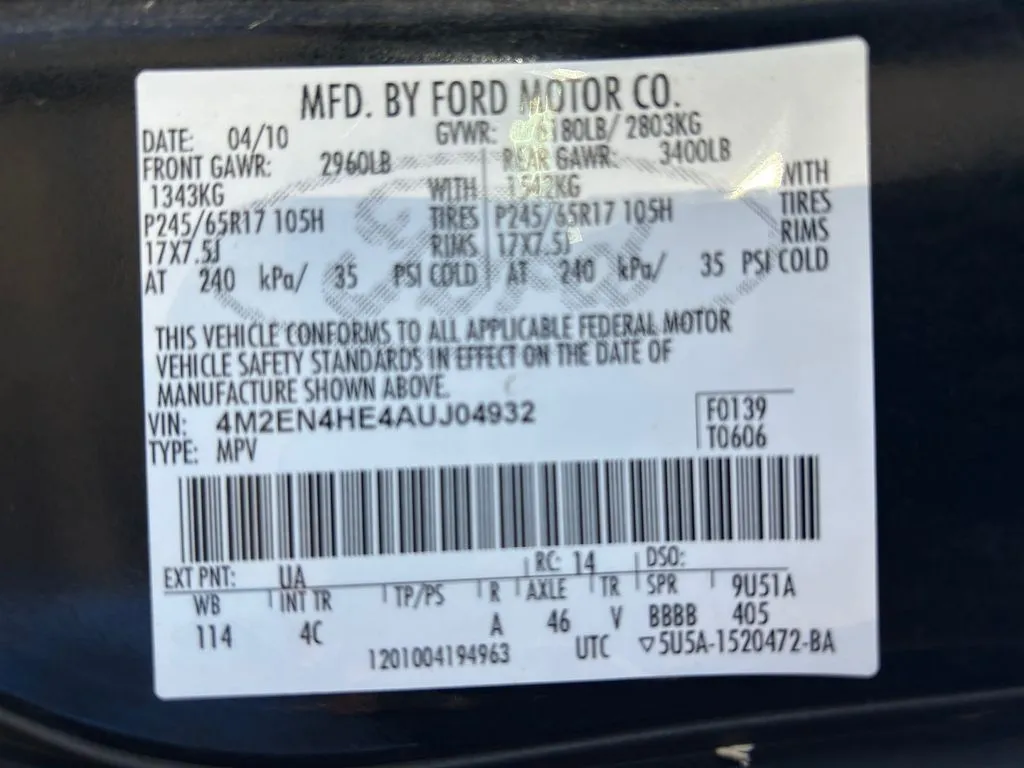 MFD. BY FORD MOTOR CO.
DATE: 04/10 GVWR: 6180LB/ 2803KG
FRONT GAWR: 2960LB REAR GAWR: 3400LB
1343KG WITH 1542KG WITH
P245/65R17 105H TIRES P245/65R17 105H TIRES
17X7.5J RIMS 17X7.5J RIMS
AT 240 kPa/ 35 PSI COLD AT 240 kPa/ 35 PSI COLD
THIS VEHICLE CONFORMS TO ALL APPLICABLE FEDERAL MOTOR
VEHICLE SAFETY STANDARDS IN EFFECT ON THE DATE OF
MANUFACTURE SHOWN ABOVE.
VIN: 4M2EN4HE4AUJ04932 F0139
TYPE: MPV T0606
EXT PNT: UA RC: 14 DSO:
WB INT TR TP/PS R AXLE TR SPR 9U51A
114 4C A 46 V BBBB 405
1201004194963 UTC ▽5U5A-1520472-BA